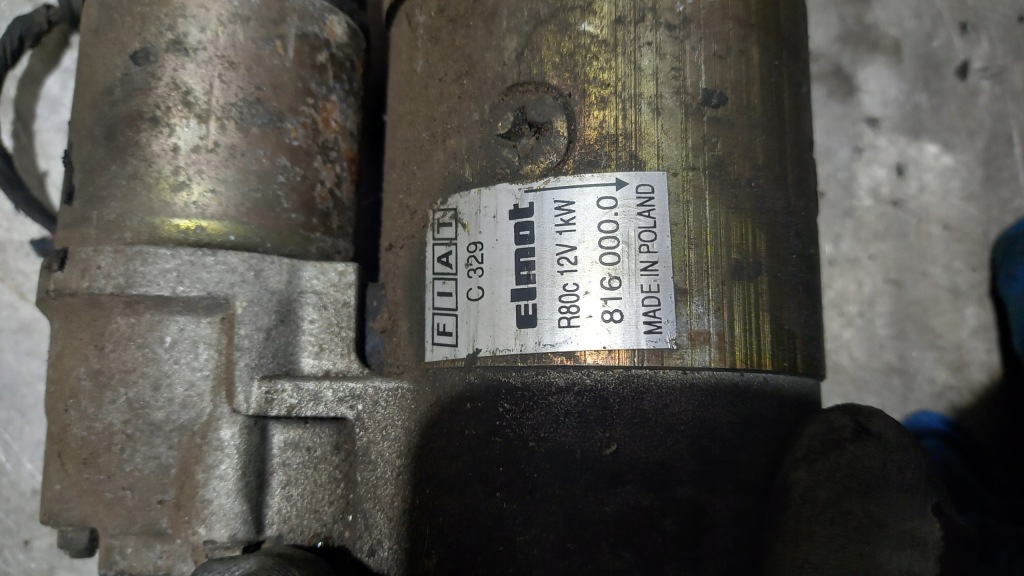 FIAT
C 329
elmot
R80c 12V 1kW
816 000.0
MADE IN POLAND